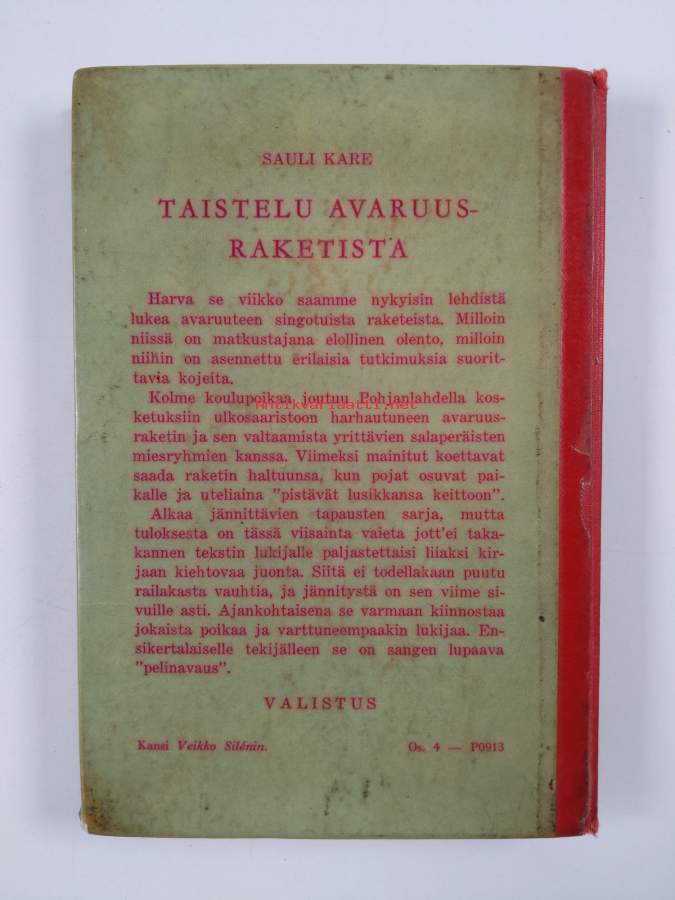 SAULI KARE
TAISTELU AVARUUS-
RAKETISTA
Harva se viikko saamme nykyisin lehdistä
lukea avaruuteen singotuista raketeista. Milloin
niissä on matkustajana elollinen olento, milloin
niihin on asennettu erilaisia tutkimuksia suorit-
tavia kojeita.
Kolme koulupoikaa joutuu Pohjanlahdella kos-
Antikvariaatti.net
ketuksiin ulkosaaristoon harhautuneen avaruus-
raketin ja sen valtaamista yrittävien salaperäisten
miesryhmien kanssa. Viimeksi mainitut koettavat
saada raketin haltuunsa, kun pojat osuvat pai-
kalle ja uteliaina "pistävät lusikkansa keittoon".
Alkaa jännittävien tapausten sarja, mutta
tuloksesta on tässä viisainta vaieta jott'ei taka-
kannen tekstin lukijalle paljastettaisi liiaksi kir-
jaan kiehtovaa juonta. Siitä ei todellakaan puutu
railakasta vauhtia, ja jännitystä on sen viime si-
vuille asti. Ajankohtaisena se varmaan kiinnostaa
jokaista poikaa ja varttuneempaakin lukijaa. En-
sikertalaiselle tekijälleen se on sangen lupaava
"pelinavaus".
VALISTUS
Kansi Veikko Silénin.
Os. 4 — P0913